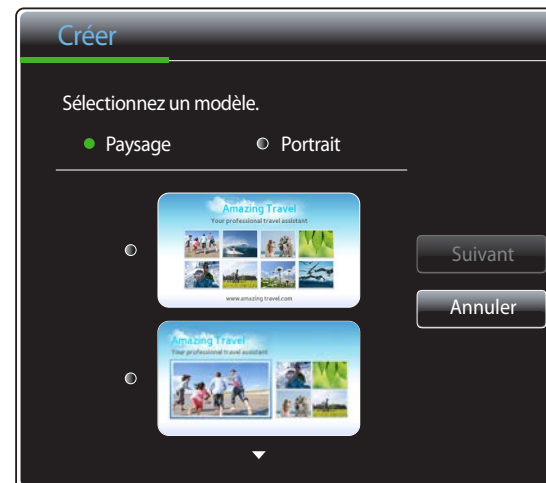 Créer
Sélectionnez un modèle.
Paysage Portrait
Amazing Travel
Your professional travel assistant
www.amazing travel.com
Suivant
Annuler
Amazing Travel
Your professional travel assistant